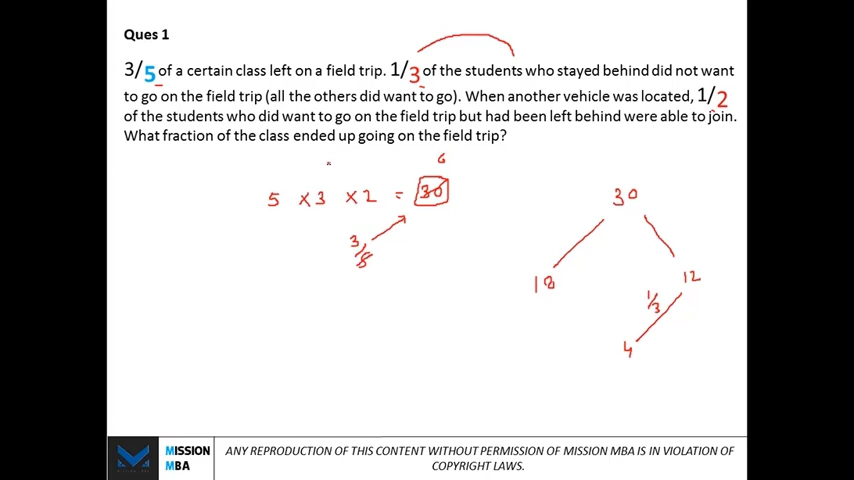 Ques 1
3/5 of a certain class left on a field trip. 1/3 of the students who stayed behind did not want
to go on the field trip (all the others did want to go). When another vehicle was located, 1/2
of the students who did want to go on the field trip but had been left behind were able to join.
What fraction of the class ended up going on the field trip?
6
5 × 3 × 2 = 30
3/5
30
18 12
1/3
4
MISSION
MBA
ANY REPRODUCTION OF THIS CONTENT WITHOUT PERMISSION OF MISSION MBA IS IN VIOLATION OF
COPYRIGHT LAWS.